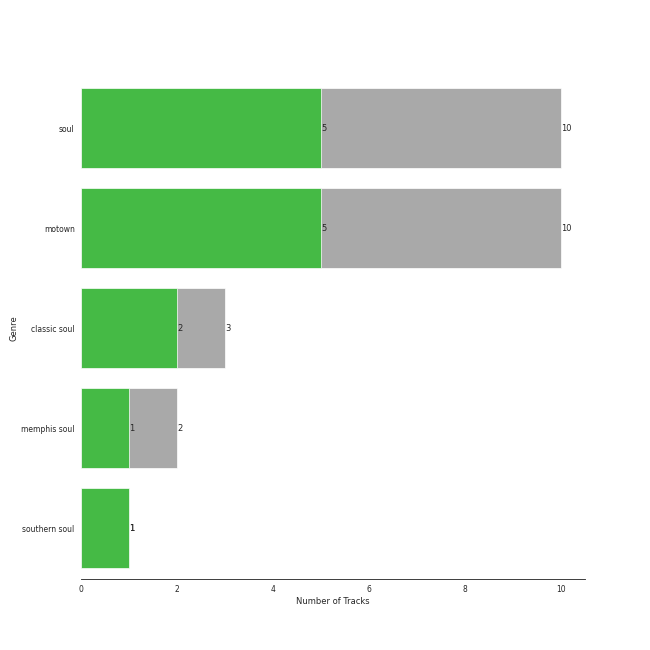 soul 5 10
motown 5 10
classic soul 2 3
memphis soul 1 2
southern soul 1
Genre
0 2 4 6 8 10
Number of Tracks